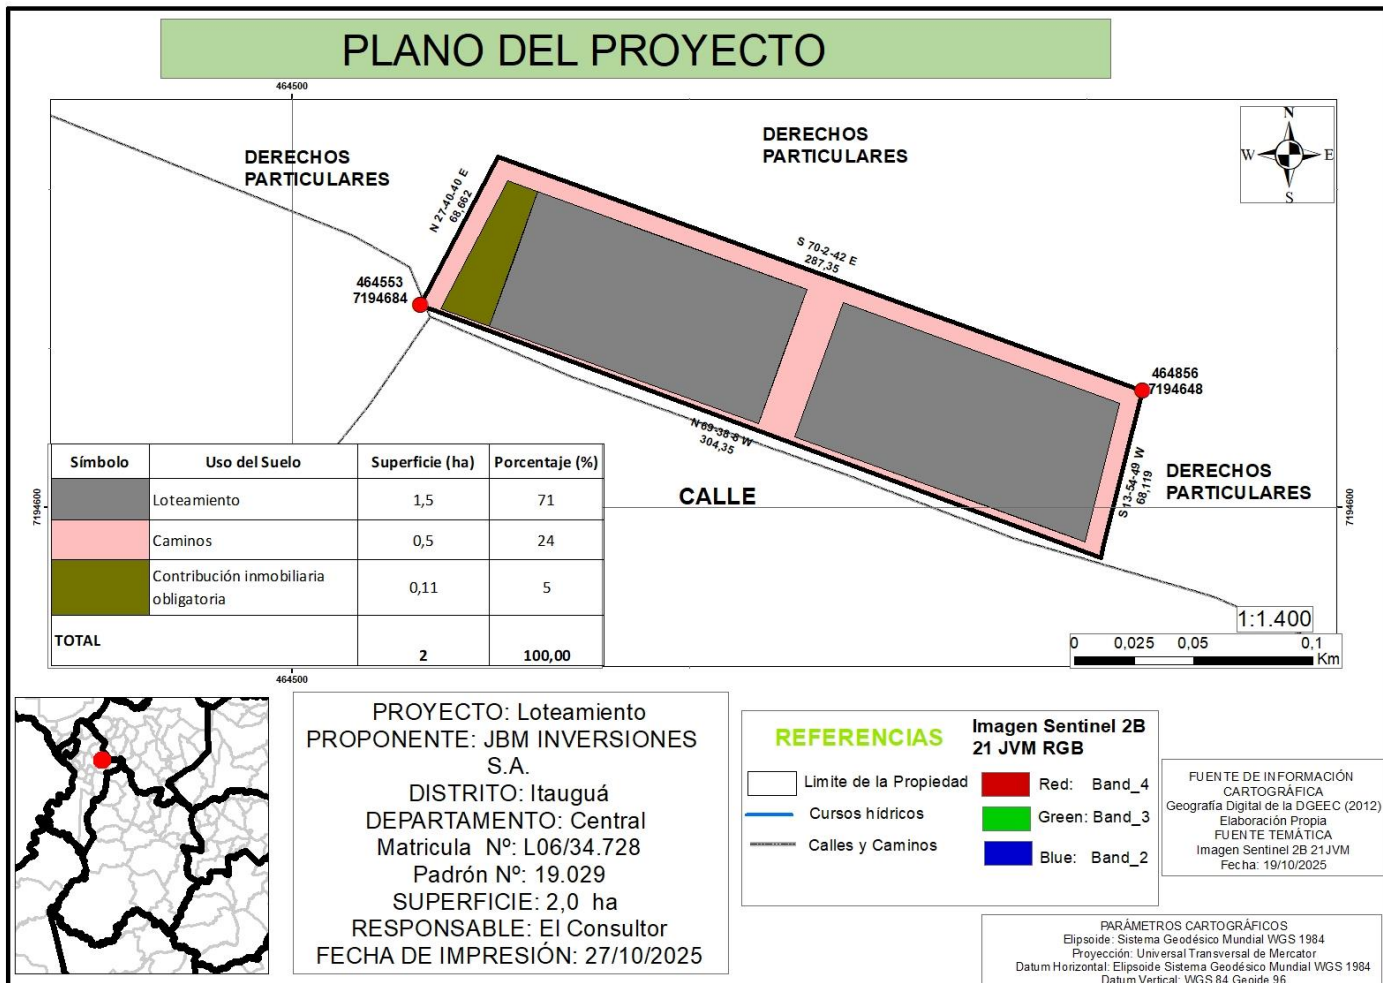 PLANO DEL PROYECTO
464500
DERECHOS
PARTICULARES
DERECHOS
PARTICULARES
N
W E
S
N 27-40-40 E
68,662
S 70-2-42 E
287,35
464553
7194684
464856
7194648
N 69-38-8 W
304,35
S 13-54-49 W
68,119
DERECHOS
PARTICULARES
CALLE
7194600
7194600
Símbolo Uso del Suelo Superficie (ha) Porcentaje (%)
Loteamiento 1,5 71
Caminos 0,5 24
Contribución inmobiliaria
obligatoria 0,11 5
TOTAL 2 100,00
1:1.400
0 0,025 0,05 0,1
Km
464500
PROYECTO: Loteamiento
PROPONENTE: JBM INVERSIONES
S.A.
DISTRITO: Itauguá
DEPARTAMENTO: Central
Matricula Nº: L06/34.728
Padrón Nº: 19.029
SUPERFICIE: 2,0 ha
RESPONSABLE: El Consultor
FECHA DE IMPRESIÓN: 27/10/2025
REFERENCIAS
Limite de la Propiedad
Cursos hídricos
Calles y Caminos
Imagen Sentinel 2B
21 JVM RGB
Red: Band_4
Green: Band_3
Blue: Band_2
FUENTE DE INFORMACIÓN
CARTOGRÁFICA
Geografía Digital de la DGEEC (2012)
Elaboración Propia
FUENTE TEMÁTICA
Imagen Sentinel 2B 21JVM
Fecha: 19/10/2025
PARÁMETROS CARTOGRÁFICOS
Elipsoide: Sistema Geodésico Mundial WGS 1984
Proyección: Universal Transversal de Mercator
Datum Horizontal: Elipsoide Sistema Geodésico Mundial WGS 1984
Datum Vertical: WGS 84 Geoide 96